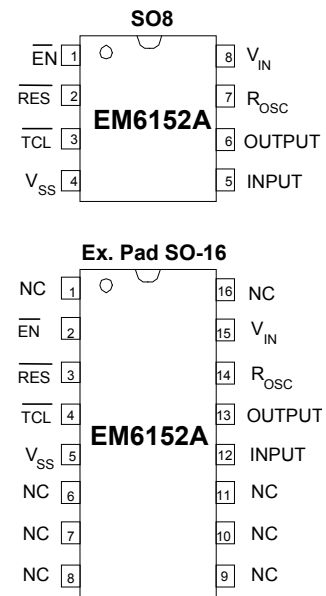 SO8
EN 1 8 VIN
RES 2 7 ROSC
EM6152A
TCL 3 6 OUTPUT
VSS 4 5 INPUT
Ex. Pad SO-16
NC 1 16 NC
EN 2 15 VIN
RES 3 14 ROSC
TCL 4 13 OUTPUT
EM6152A
VSS 5 12 INPUT
NC 6 11 NC
NC 7 10 NC
NC 8 9 NC